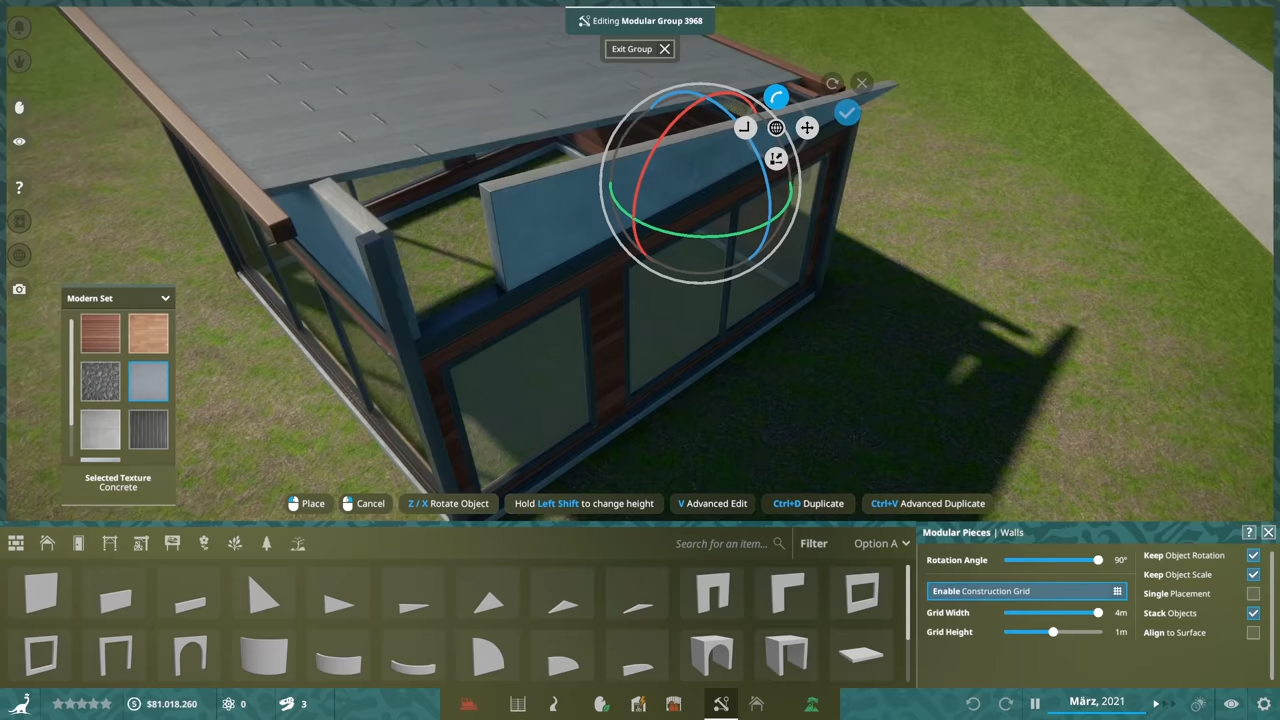 Editing Modular Group 3968
Exit Group
Modern Set
Selected Texture
Concrete
Place
Cancel
Z / X Rotate Object
Hold Left Shift to change height
V Advanced Edit
Ctrl+D Duplicate
Ctrl+V Advanced Duplicate
Search for an item...
Filter
Option A
Modular Pieces | Walls
?
Rotation Angle 90°
Enable Construction Grid
Grid Width 4m
Grid Height 1m
Keep Object Rotation
Keep Object Scale
Single Placement
Stack Objects
Align to Surface
$81.018.260
0
3
März, 2021